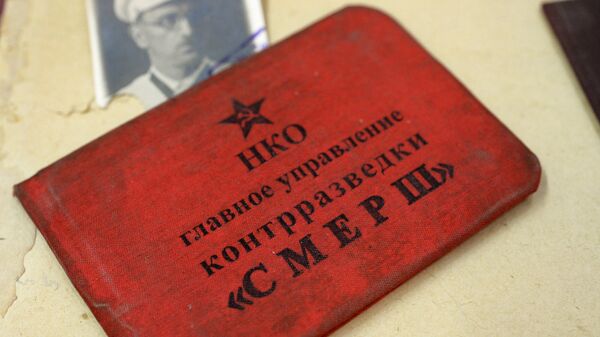 НКО
главное управление
контрразведки
«СМЕРШ»